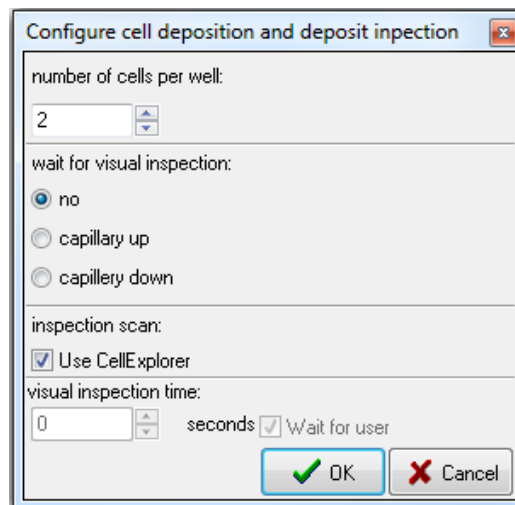 Configure cell deposition and deposit inpection
number of cells per well:
2
wait for visual inspection:
no
capillary up
capillery down
inspection scan:
Use CellExplorer
visual inspection time:
0 seconds Wait for user
OK Cancel